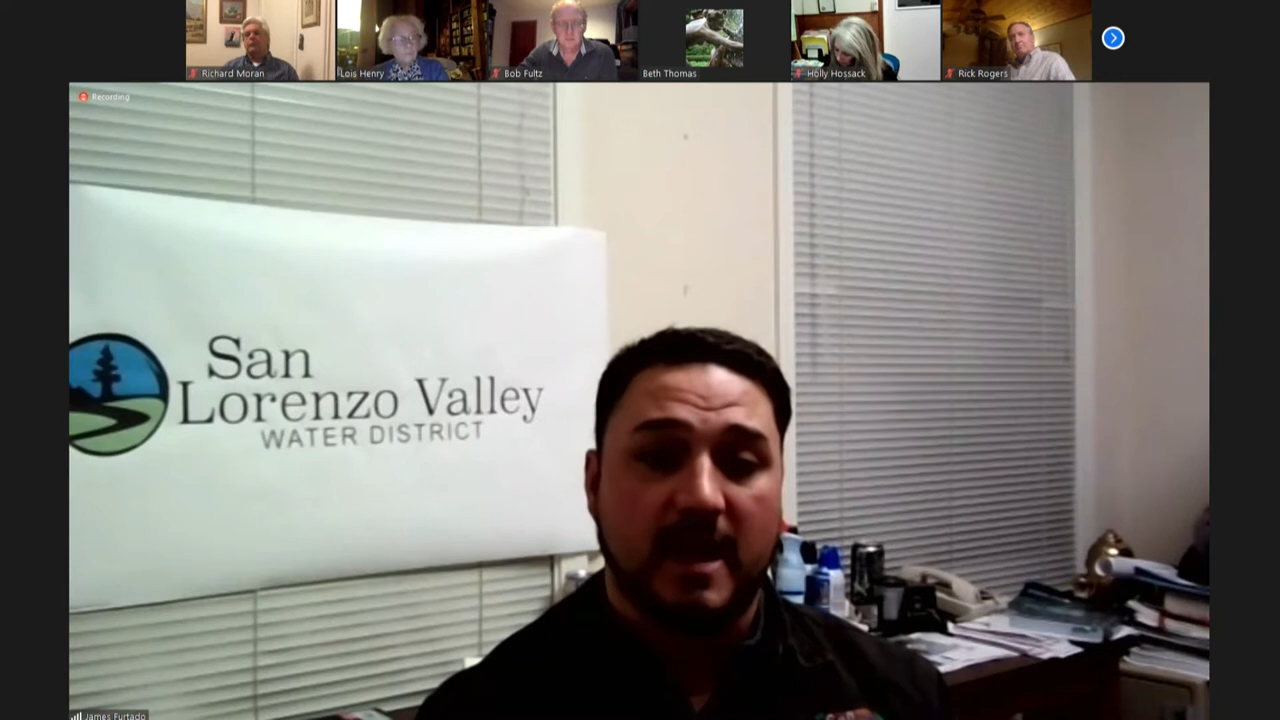 Richard Moran
Lois Henry
Bob Fultz
Beth Thomas
Holly Hossack
Rick Rogers
Recording
San
Lorenzo Valley
WATER DISTRICT
James Furtado